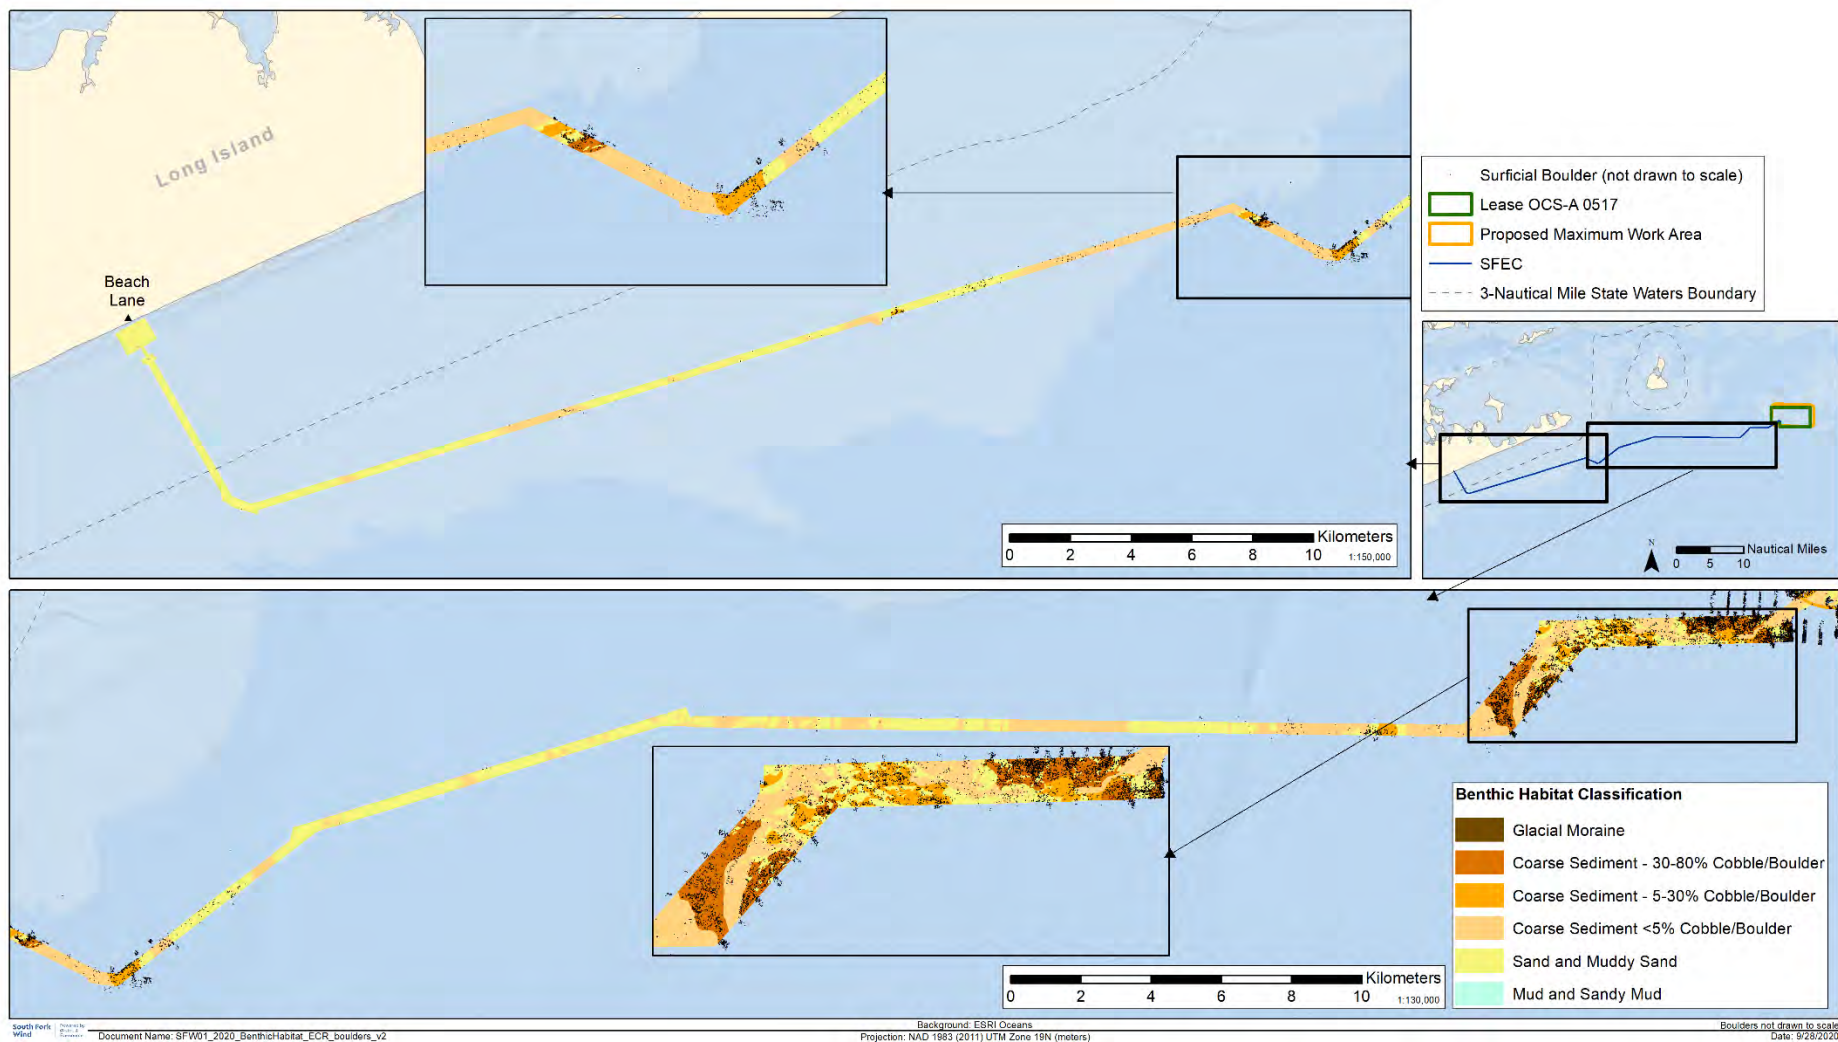 Long Island
Beach
Lane
Kilometers
0 2 4 6 8 10
1:150,000
Surficial Boulder (not drawn to scale)
Lease OCS-A 0517
Proposed Maximum Work Area
SFEC
3-Nautical Mile State Waters Boundary
N
Nautical Miles
0 5 10
Benthic Habitat Classification
Glacial Moraine
Coarse Sediment - 30-80% Cobble/Boulder
Coarse Sediment - 5-30% Cobble/Boulder
Coarse Sediment <5% Cobble/Boulder
Sand and Muddy Sand
Mud and Sandy Mud
Kilometers
0 2 4 6 8 10
1:130,000
South Fork
Wind
Document Name: SFW01_2020_BenthicHabitat_ECR_boulders_v2
Background: ESRI Oceans
Projection: NAD 1983 (2011) UTM Zone 19N (meters)
Boulders not drawn to scale
Date: 9/28/2020